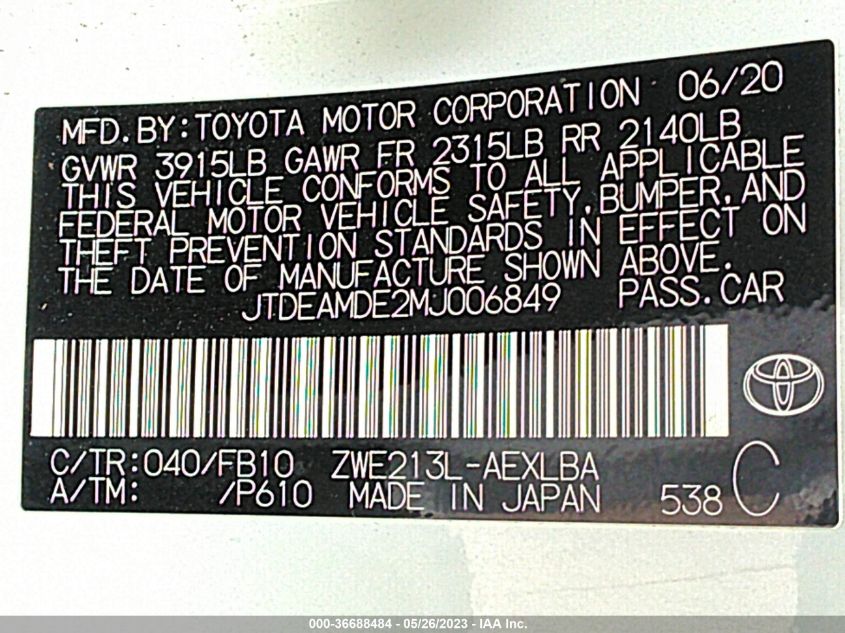 MFD. BY: TOYOTA MOTOR CORPORATION 06/20
GVWR 3915LB GAWR FR 2315LB RR 2140LB
THIS VEHICLE CONFORMS TO ALL APPLICABLE
FEDERAL MOTOR VEHICLE SAFETY, BUMPER, AND
THEFT PREVENTION STANDARDS IN EFFECT ON
THE DATE OF MANUFACTURE SHOWN ABOVE.
JTDEAMDE2MJ006849 PASS. CAR
C/TR: 040/FB10 ZWE213L-AEXLBA
A/TM: /P610 MADE IN JAPAN 538 C
000-36688484 - 05/26/2023 - IAA Inc.